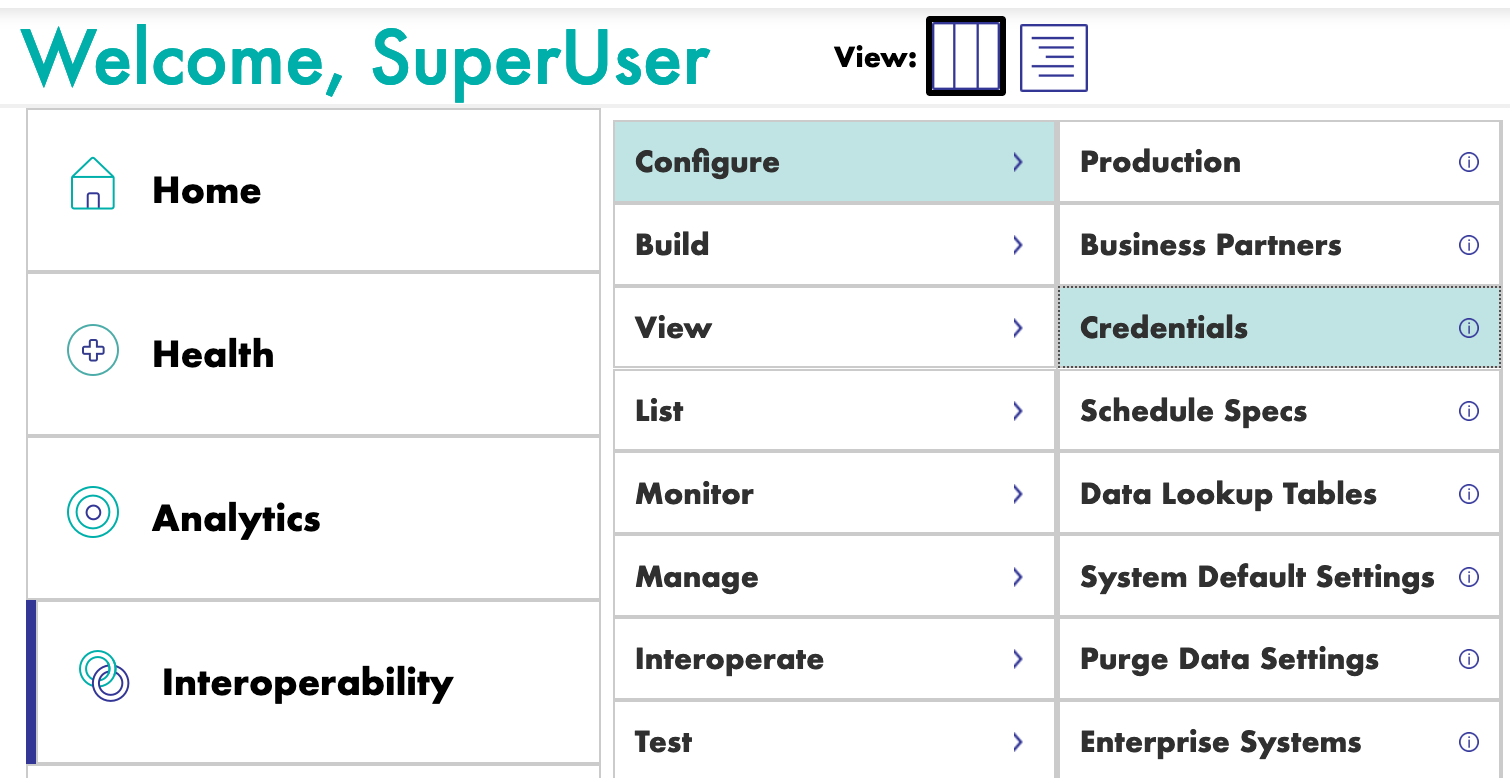 Welcome, SuperUser
View:
Home
Health
Analytics
Interoperability
Configure
Build
View
List
Monitor
Manage
Interoperate
Test
Production
Business Partners
Credentials
Schedule Specs
Data Lookup Tables
System Default Settings
Purge Data Settings
Enterprise Systems